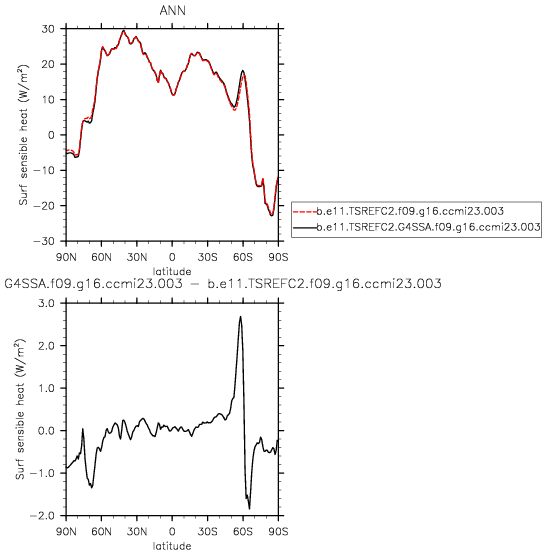 ANN
30
20
10
0
−10
−20
−30
Surf sensible heat (W/m²)
90N 60N 30N 0 30S 60S 90S
latitude
b.e11.TSREFC2.f09.g16.ccmi23.003
b.e11.TSREFC2.G4SSA.f09.g16.ccmi23.003
G4SSA.f09.g16.ccmi23.003 − b.e11.TSREFC2.f09.g16.ccmi23.003
3.0
2.0
1.0
0.0
−1.0
−2.0
Surf sensible heat (W/m²)
90N 60N 30N 0 30S 60S 90S
latitude